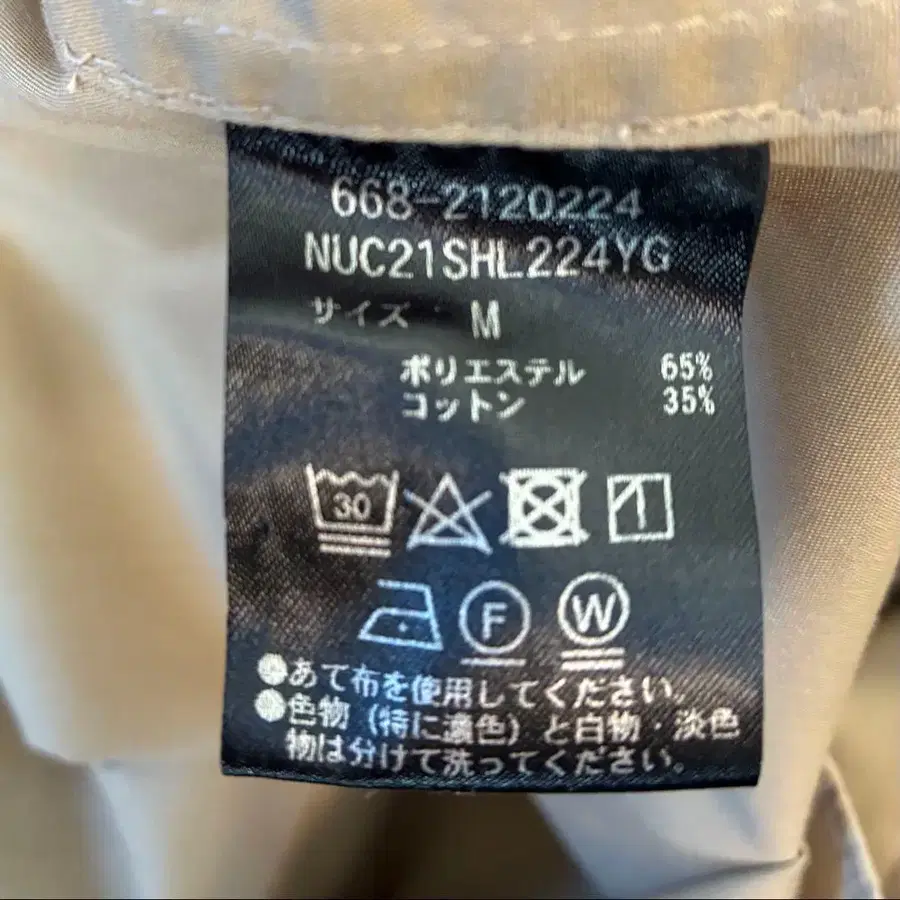 668-2120224
NUC21SHL224YG
サイズ M
ポリエステル 65%
コットン 35%
30
F W
●あて布を使用してください。
●色物（特に濃色）と白物・淡色
物は分けて洗ってください。